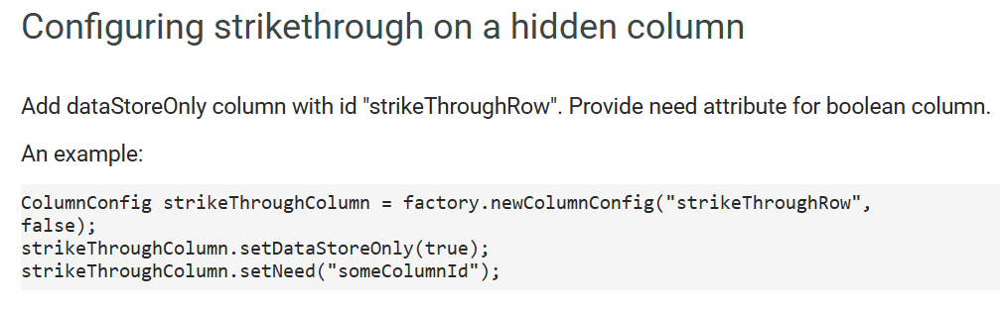 Configuring strikethrough on a hidden column
Add dataStoreOnly column with id "strikeThroughRow". Provide need attribute for boolean column.
An example:
ColumnConfig strikeThroughColumn = factory.newColumnConfig("strikeThroughRow",
false);
strikeThroughColumn.setDataStoreOnly(true);
strikeThroughColumn.setNeed("someColumnId");